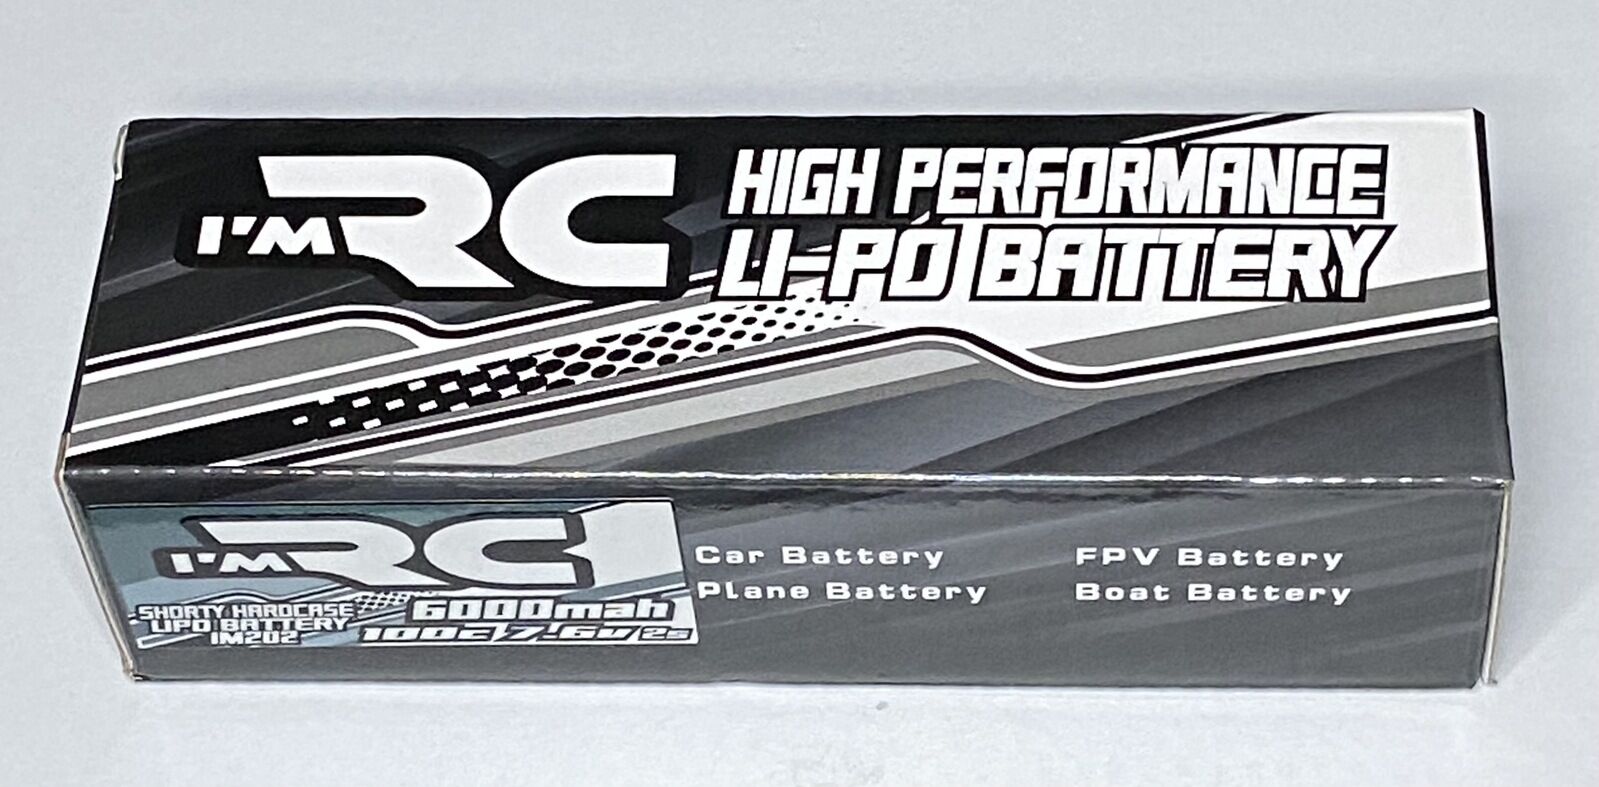 I'M RC
HIGH PERFORMANCE
LI-PO BATTERY
I'M RC
SHORTY HARDCASE
LIPO BATTERY
IM202
6000mah
100C 7.6v 2s
Car Battery
Plane Battery
FPV Battery
Boat Battery